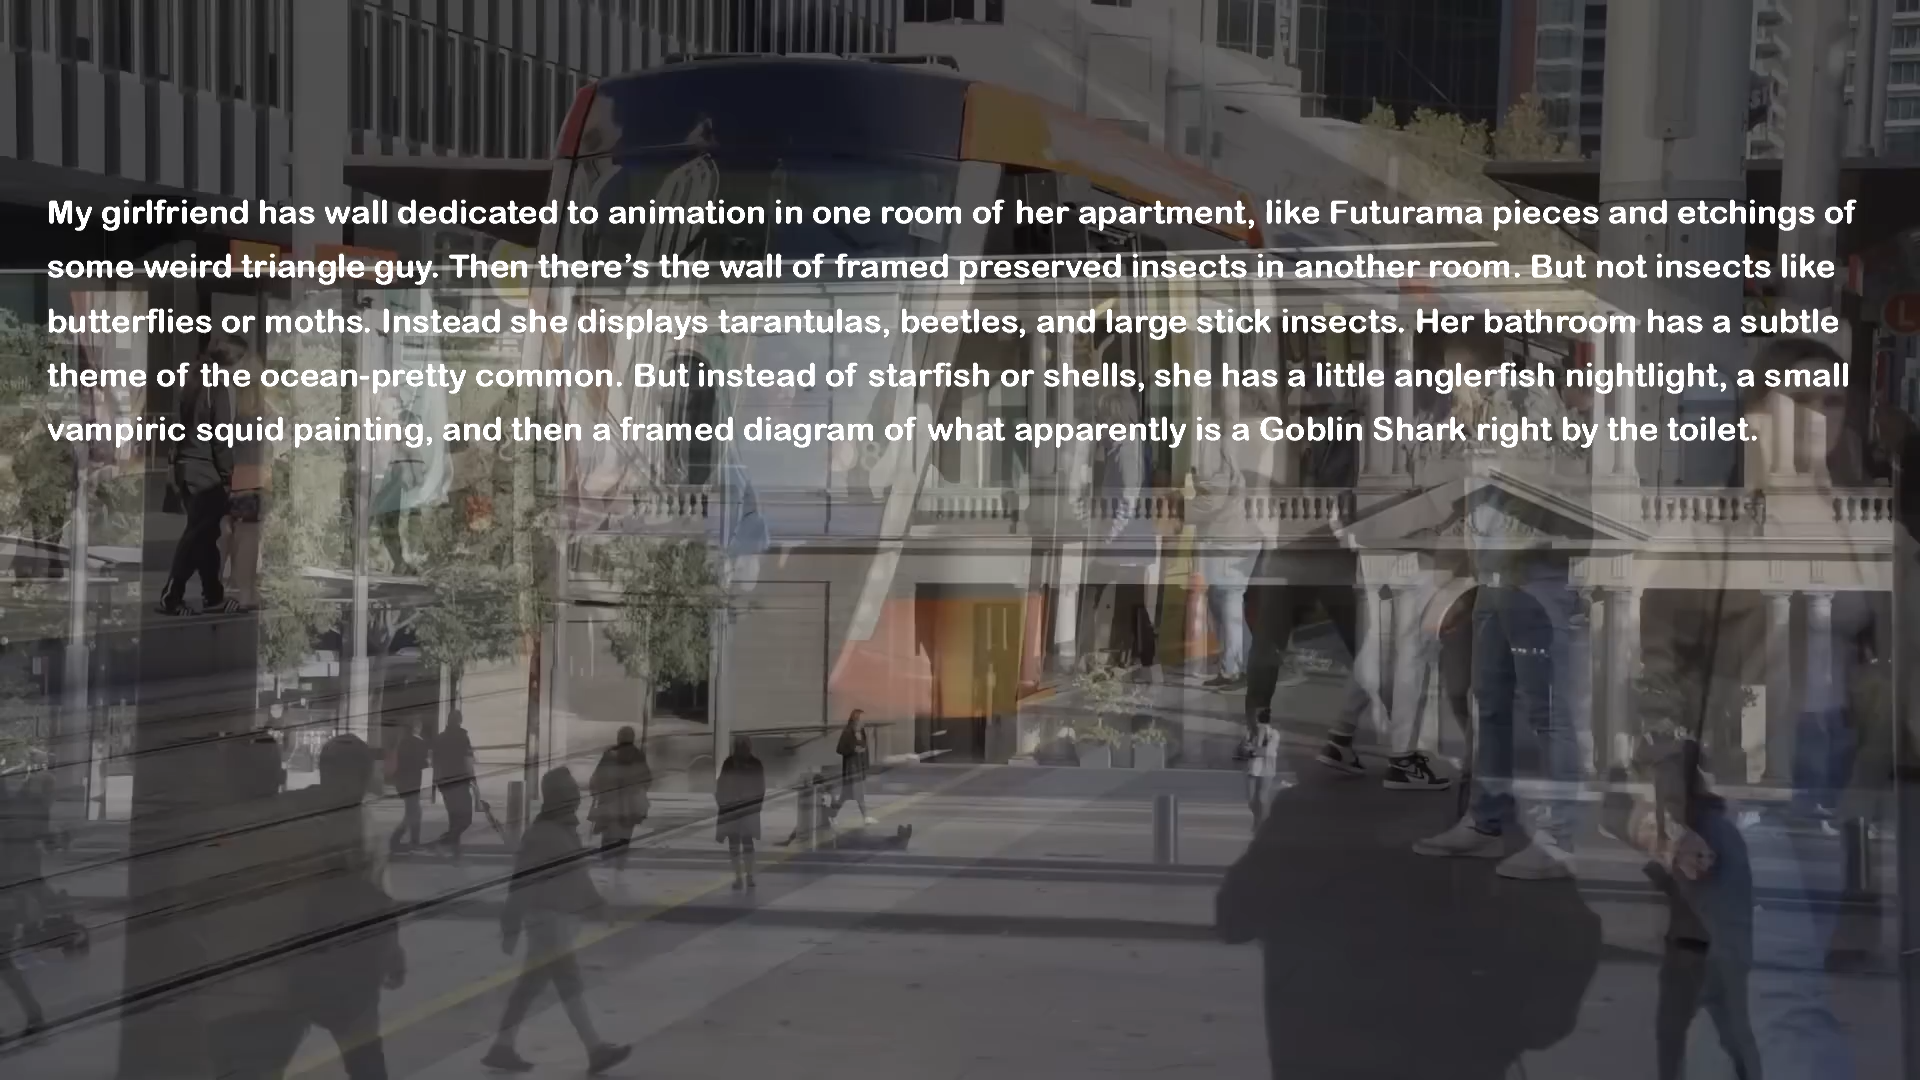 My girlfriend has wall dedicated to animation in one room of her apartment, like Futurama pieces and etchings of
some weird triangle guy. Then there’s the wall of framed preserved insects in another room. But not insects like
butterflies or moths. Instead she displays tarantulas, beetles, and large stick insects. Her bathroom has a subtle
theme of the ocean-pretty common. But instead of starfish or shells, she has a little anglerfish nightlight, a small
vampiric squid painting, and then a framed diagram of what apparently is a Goblin Shark right by the toilet.